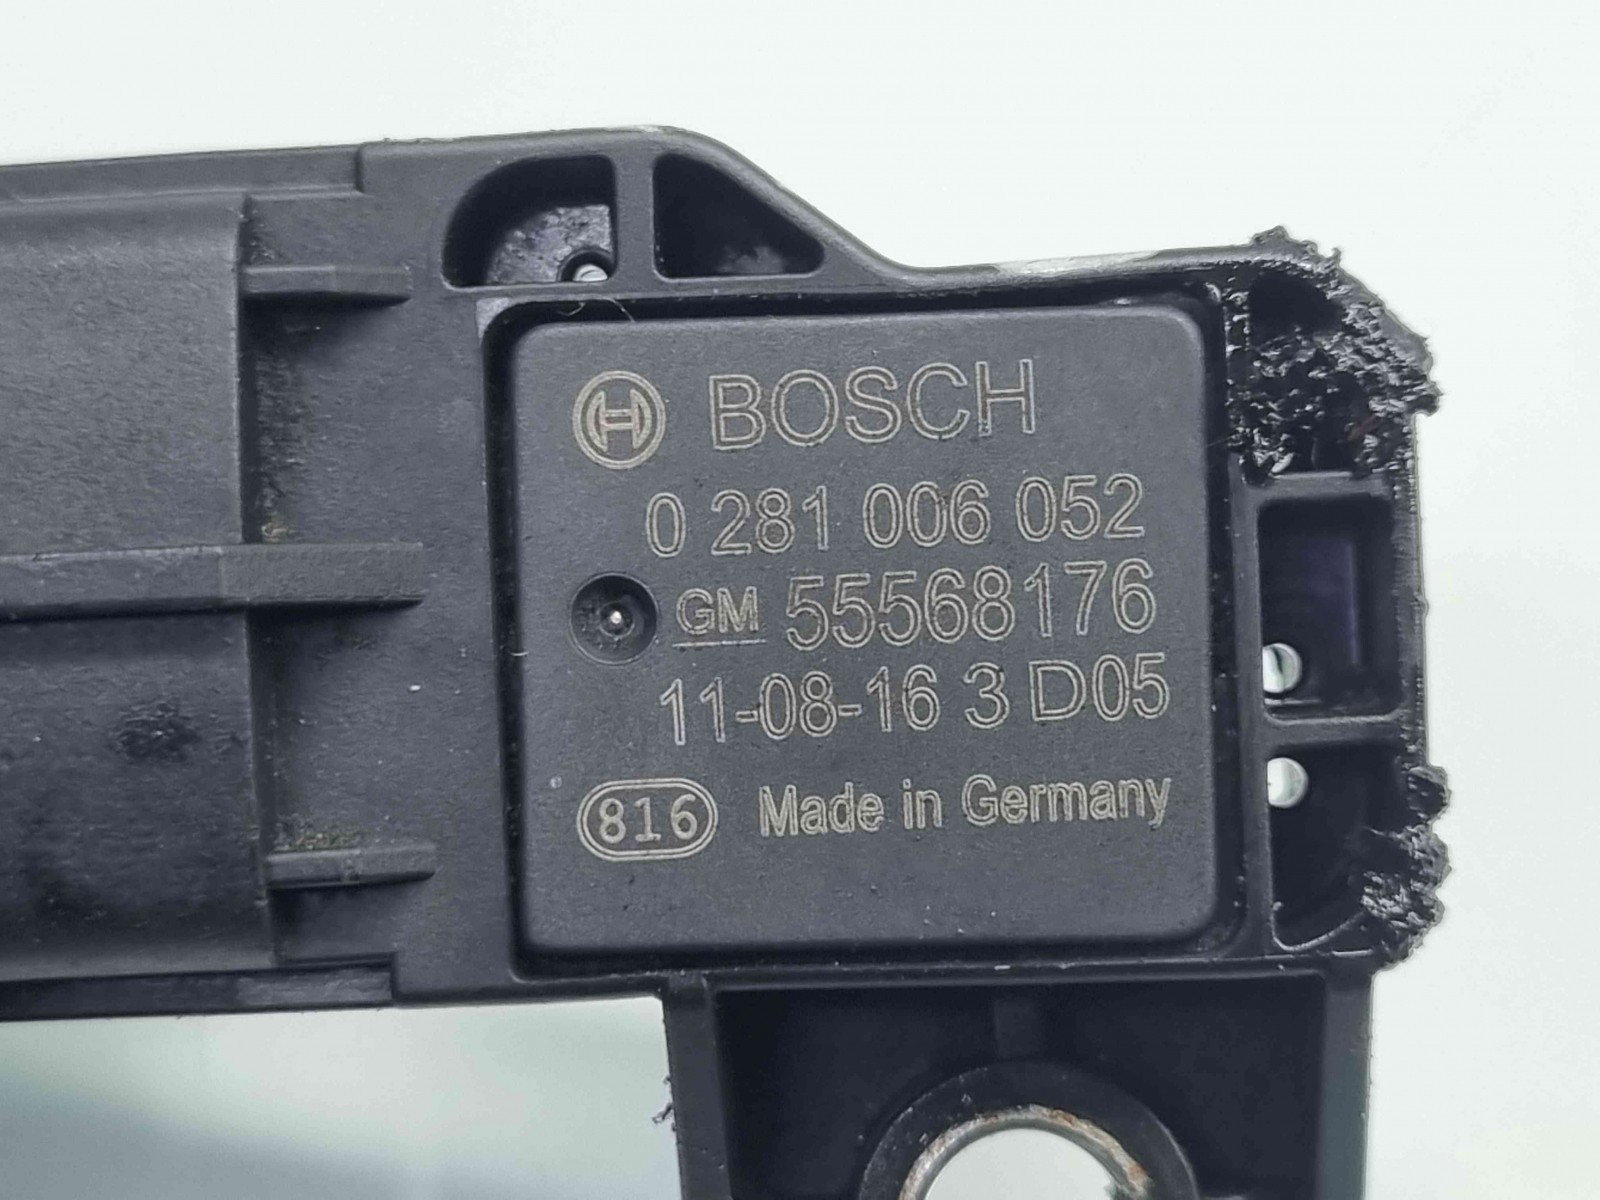 BOSCH
0 281 006 052
GM 55568176
11-08-16 3 D05
816 Made in Germany